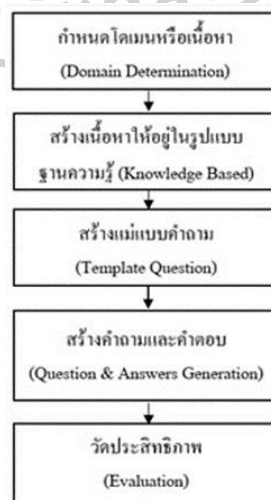 กำหนดโดเมนหรือเนื้อหา
(Domain Determination)
สร้างเนื้อหาให้อยู่ในรูปแบบ
ฐานความรู้ (Knowledge Based)
สร้างแม่แบบคำถาม
(Template Question)
สร้างคำถามและคำตอบ
(Question & Answers Generation)
วัดประสิทธิภาพ
(Evaluation)